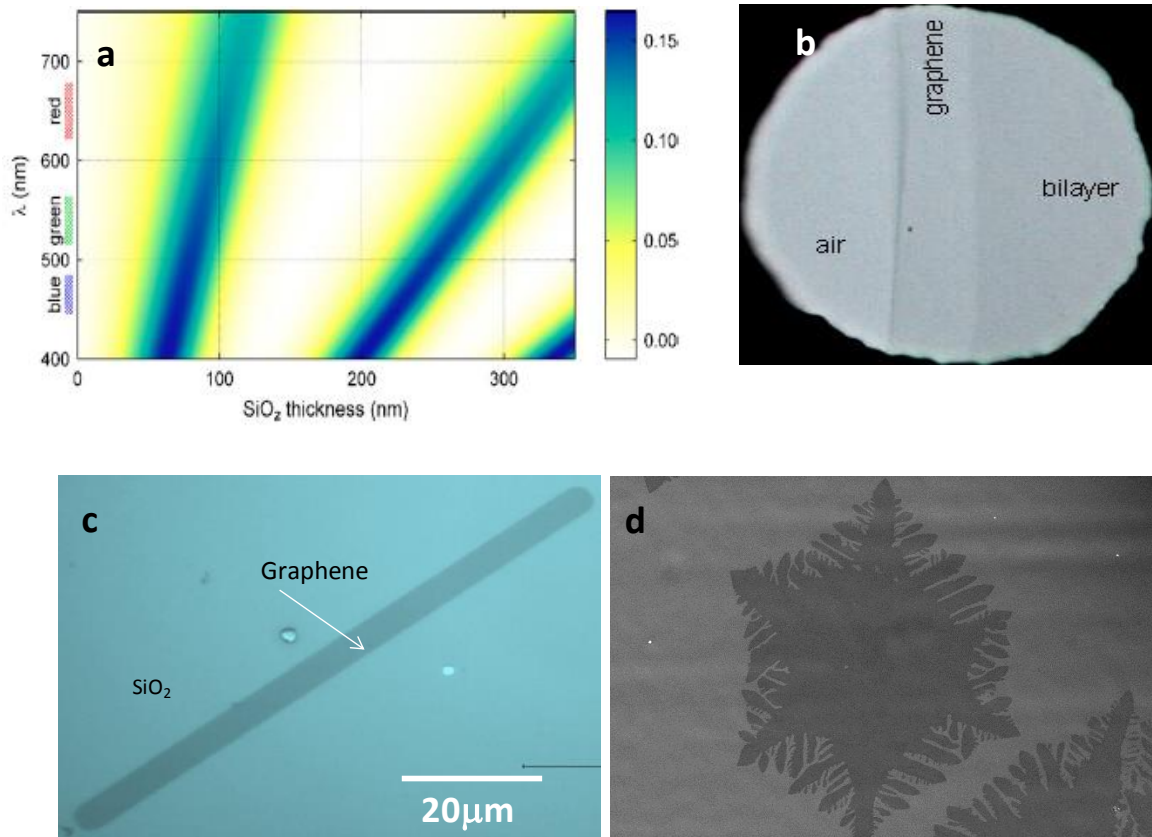 a
700
600
500
400
λ (nm)
red
green
blue
0
100
200
300
SiO₂ thickness (nm)
0.15
0.10
0.05
0.00
b
graphene
air
bilayer
c
Graphene
SiO₂
20μm
d